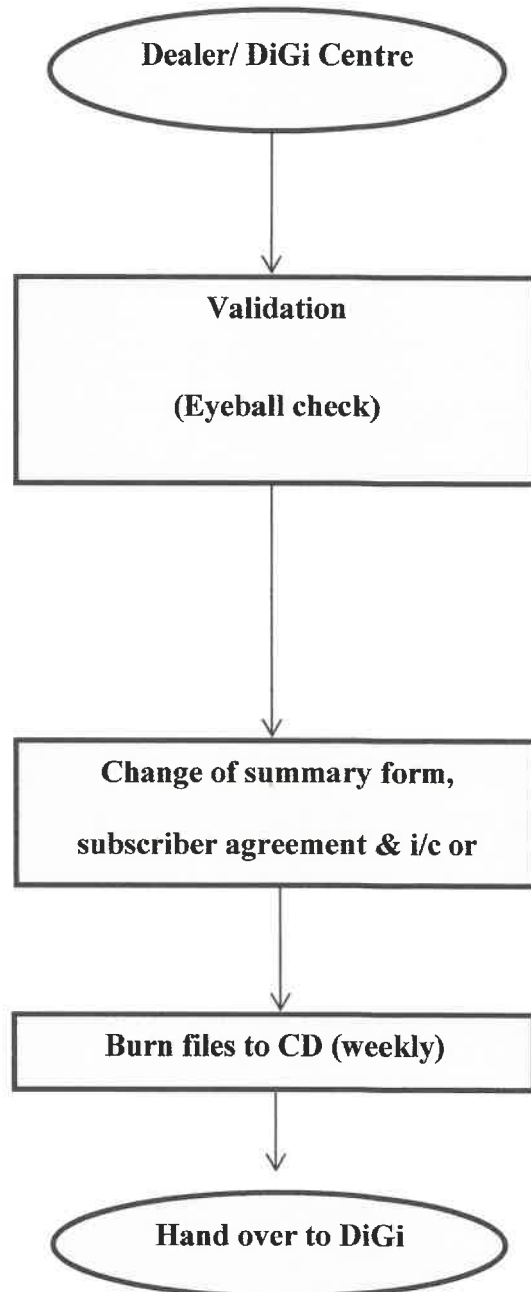 Dealer/ DiGi Centre
Validation
(Eyeball check)
Change of summary form,
subscriber agreement & i/c or
Burn files to CD (weekly)
Hand over to DiGi